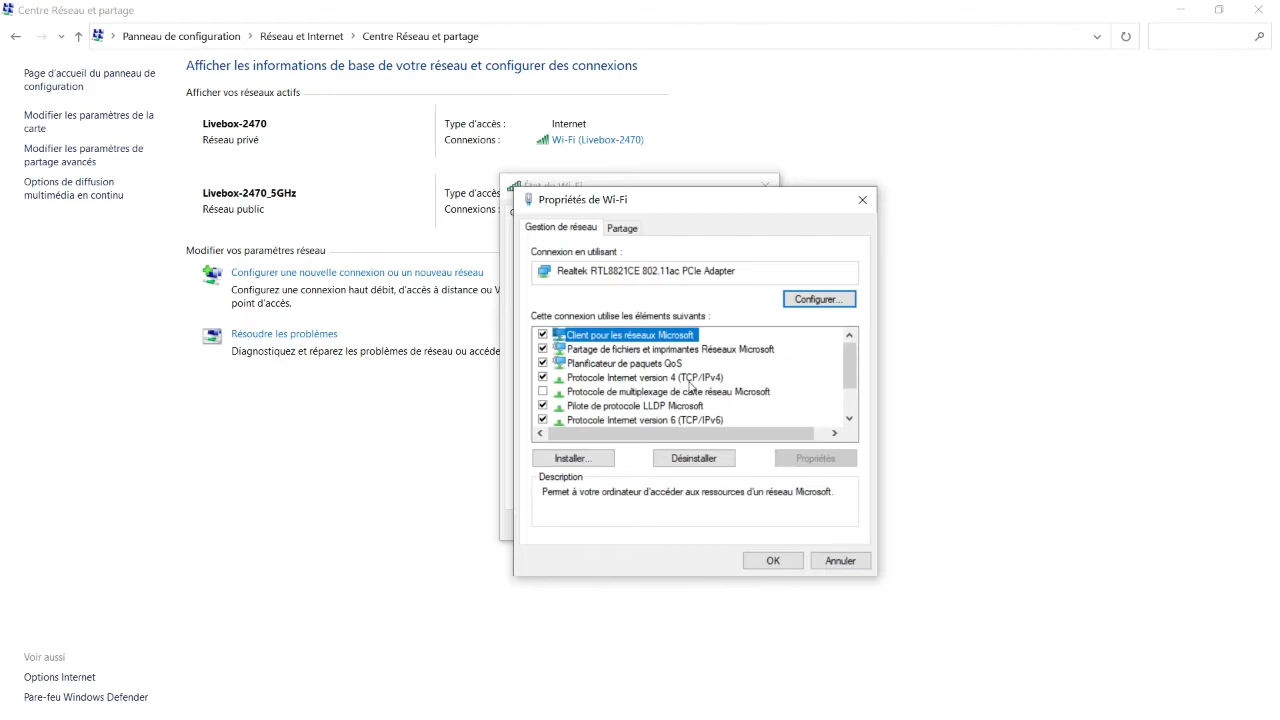 Centre Réseau et partage
Panneau de configuration > Réseau et Internet > Centre Réseau et partage
Page d'accueil du panneau de
configuration
Modifier les paramètres de la
carte
Modifier les paramètres de
partage avancés
Options de diffusion
multimédia en continu
Afficher les informations de base de votre réseau et configurer des connexions
Afficher vos réseaux actifs
Livebox-2470
Réseau privé
Type d'accès : Internet
Connexions : Wi-Fi (Livebox-2470)
Livebox-2470_5GHz
Réseau public
Type d'accès
Connexions :
Modifier vos paramètres réseau
Configurer une nouvelle connexion ou un nouveau réseau
Configurez une connexion haut débit, d'accès à distance ou V
point d'accès.
Résoudre les problèmes
Diagnostiquez et réparez les problèmes de réseau ou accéde
État de Wi-Fi
Propriétés de Wi-Fi
Gestion de réseau Partage
Connexion en utilisant :
Realtek RTL8821CE 802.11ac PCIe Adapter
Configurer...
Cette connexion utilise les éléments suivants :
Client pour les réseaux Microsoft
Partage de fichiers et imprimantes Réseaux Microsoft
Planificateur de paquets QoS
Protocole Internet version 4 (TCP/IPv4)
Protocole de multiplexage de carte réseau Microsoft
Pilote de protocole LLDP Microsoft
Protocole Internet version 6 (TCP/IPv6)
Installer... Désinstaller Propriétés
Description
Permet à votre ordinateur d'accéder aux ressources d'un réseau Microsoft.
OK Annuler
Voir aussi
Options Internet
Pare-feu Windows Defender